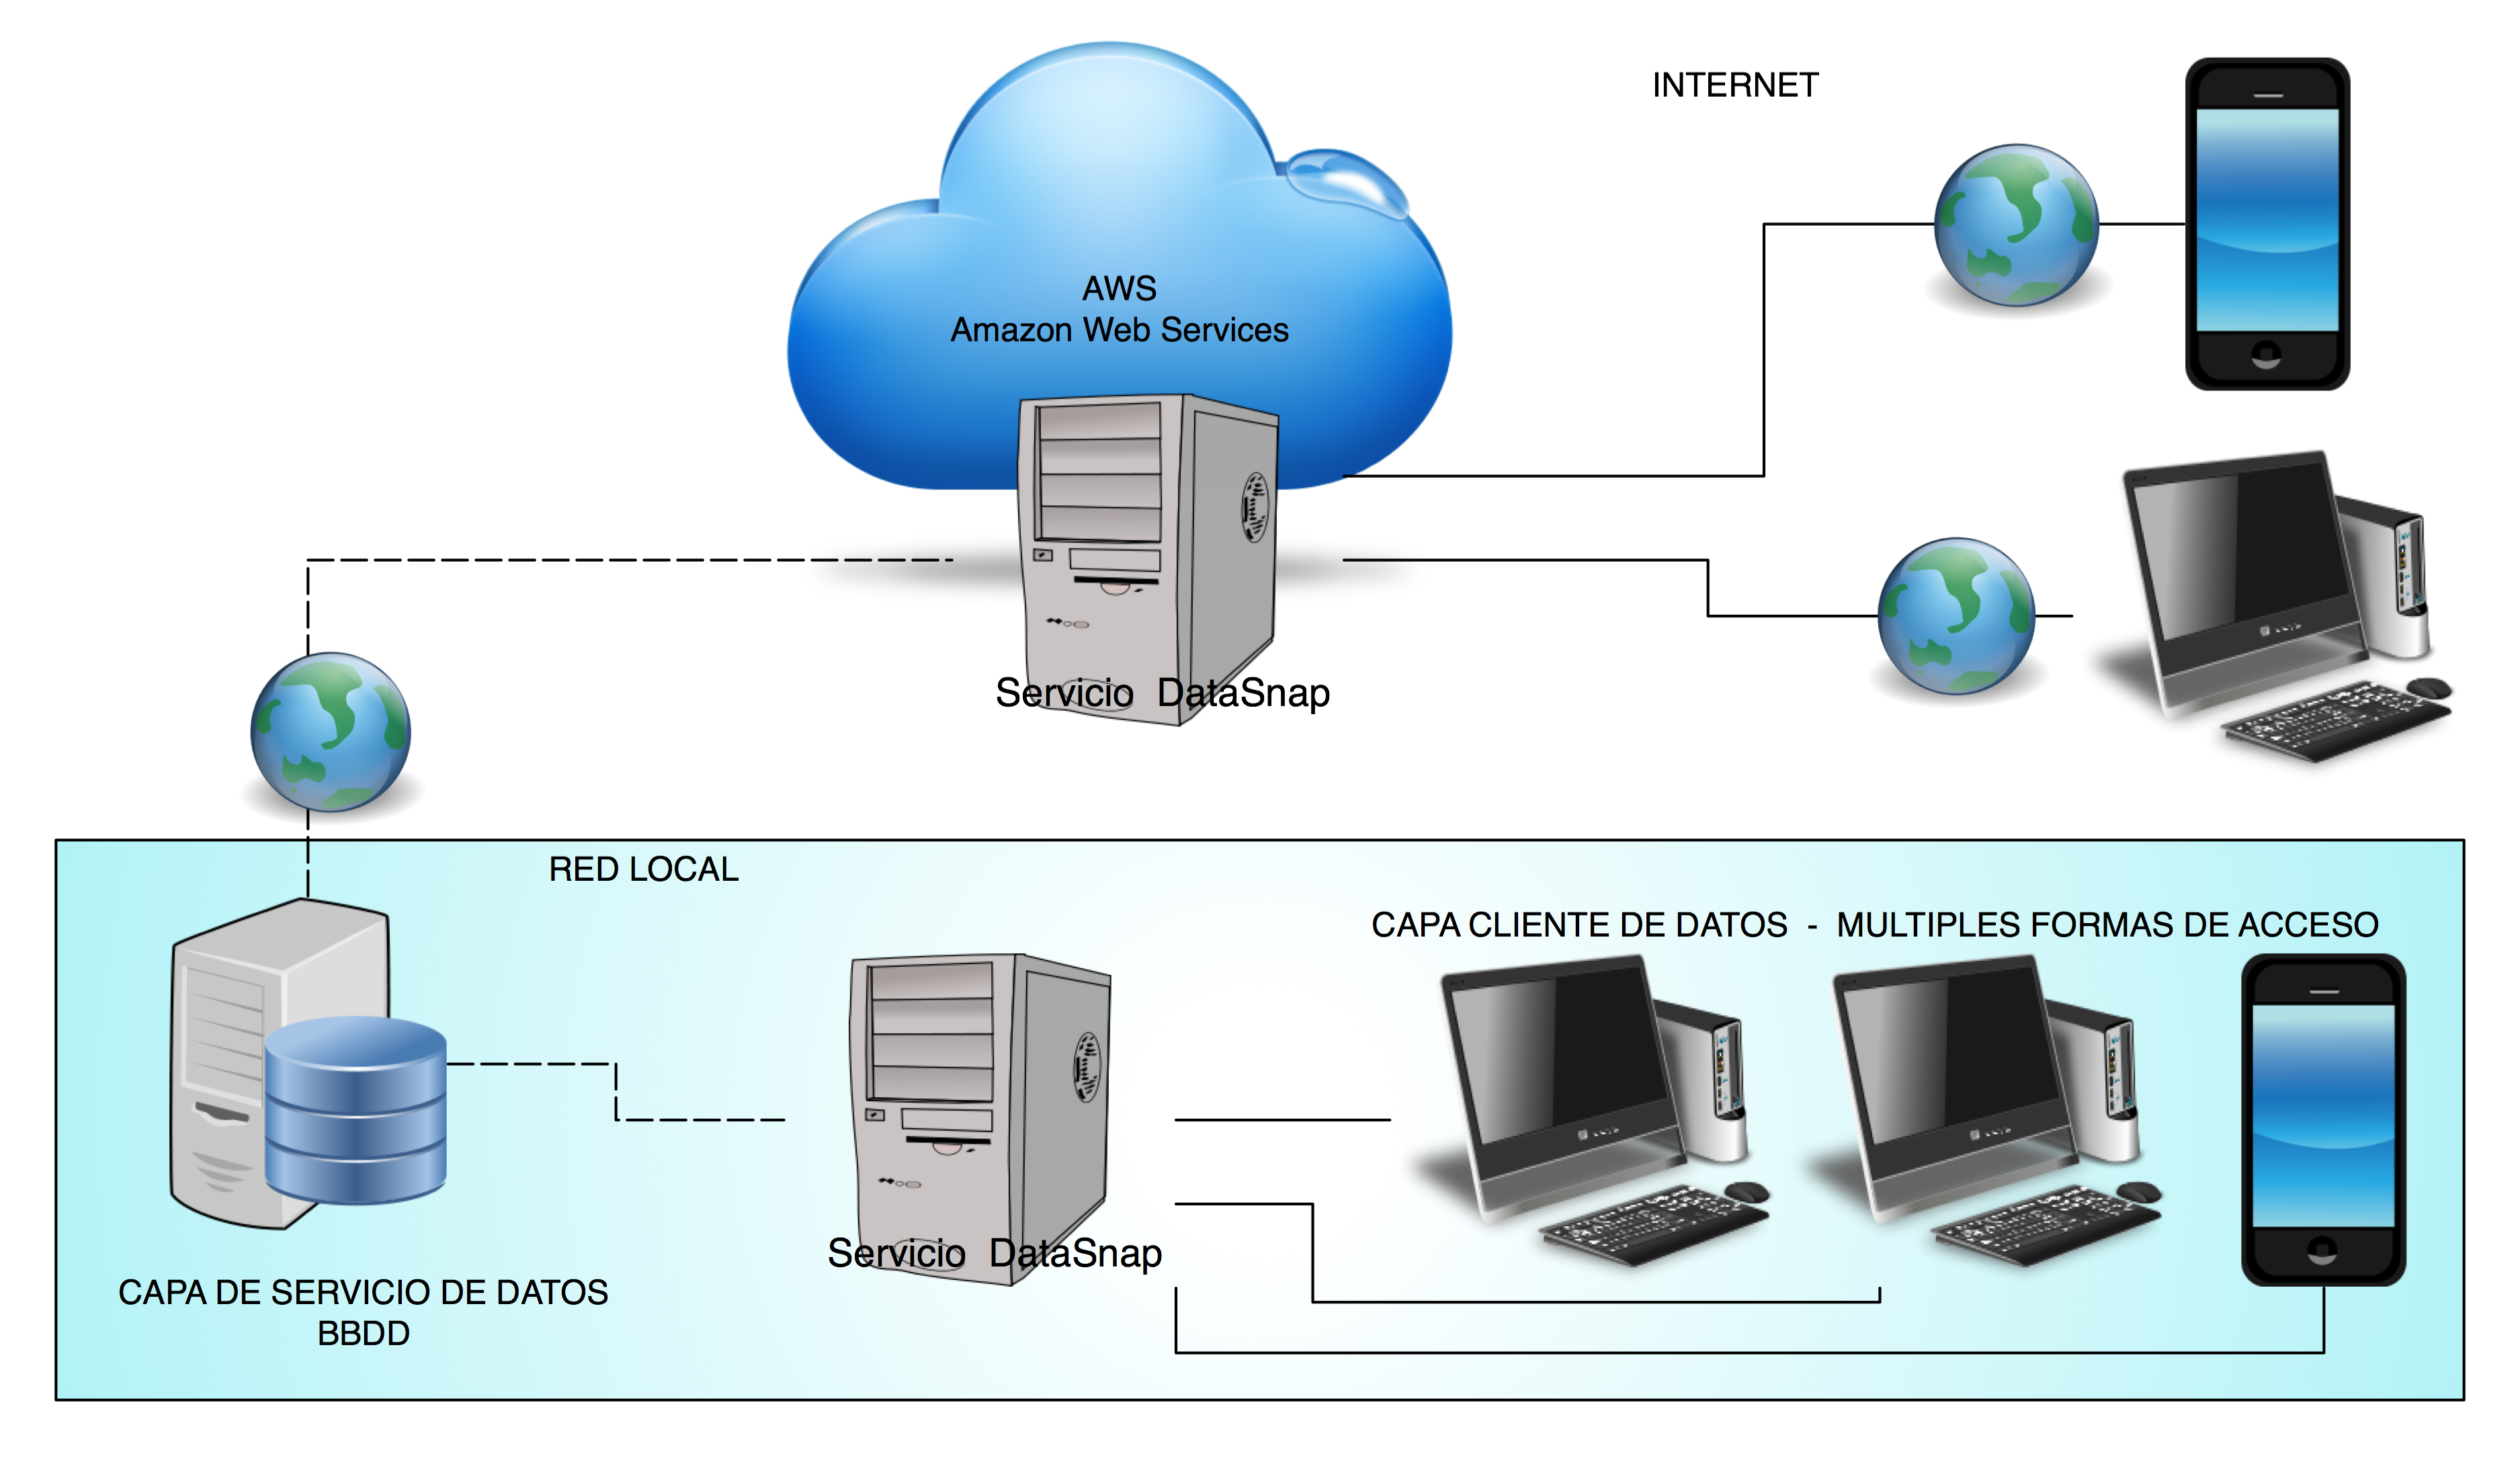 INTERNET
AWS
Amazon Web Services
Servicio DataSnap
RED LOCAL
CAPA CLIENTE DE DATOS - MULTIPLES FORMAS DE ACCESO
Servicio DataSnap
CAPA DE SERVICIO DE DATOS
BBDD